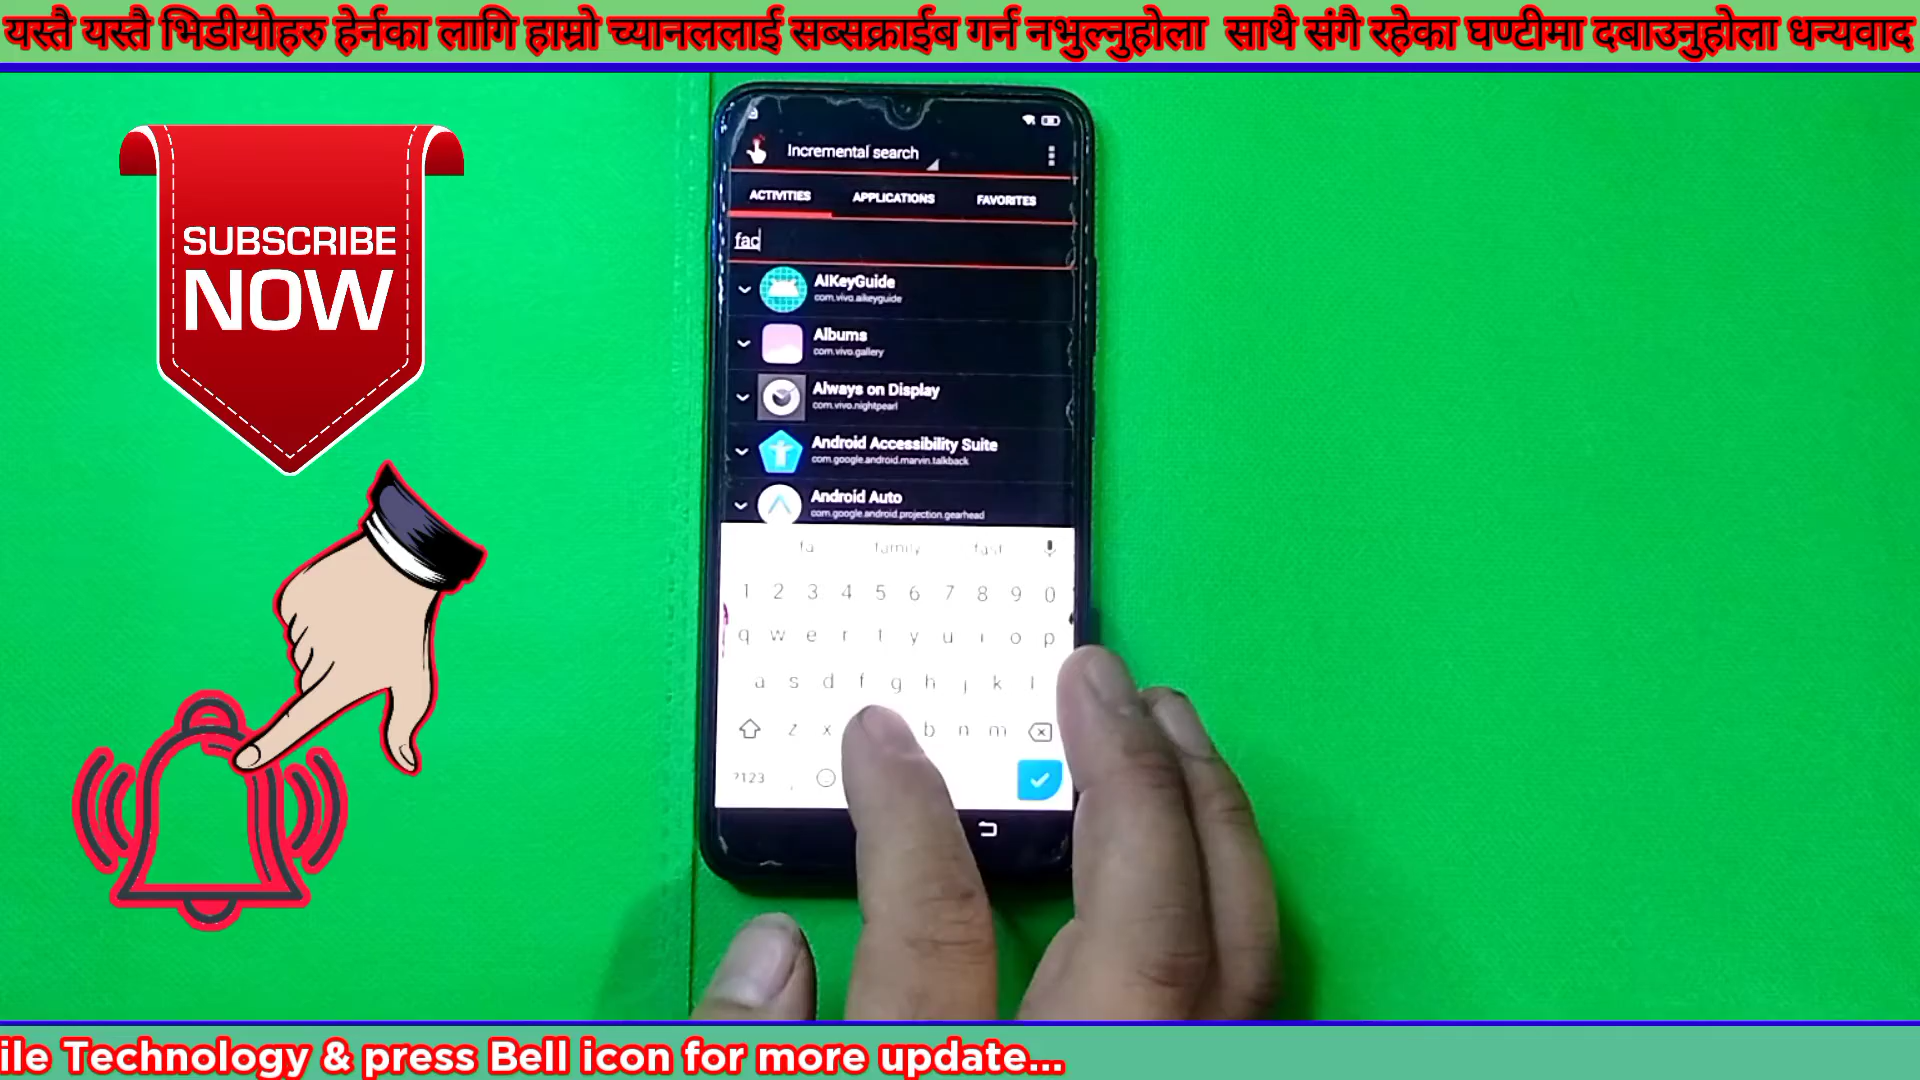 यस्तै यस्तै भिडीयोहरु हेर्नका लागि हाम्रो च्यानललाई सब्सक्राईब गर्न नभुल्नुहोला साथै संगै रहेका घण्टीमा दबाउनुहोला धन्यवाद
SUBSCRIBE
NOW
Incremental search
ACTIVITIES APPLICATIONS FAVORITES
fac
AIKeyGuide
com.vivo.aikeyguide
Albums
com.vivo.gallery
Always on Display
com.vivo.nightpearl
Android Accessibility Suite
com.google.android.marvin.talkback
Android Auto
com.google.android.projection.gearhead
fa family fast
1 2 3 4 5 6 7 8 9 0
q w e r t y u i o p
a s d f g h j k l
z x b n m
?123 ,
ile Technology & press Bell icon for more update...